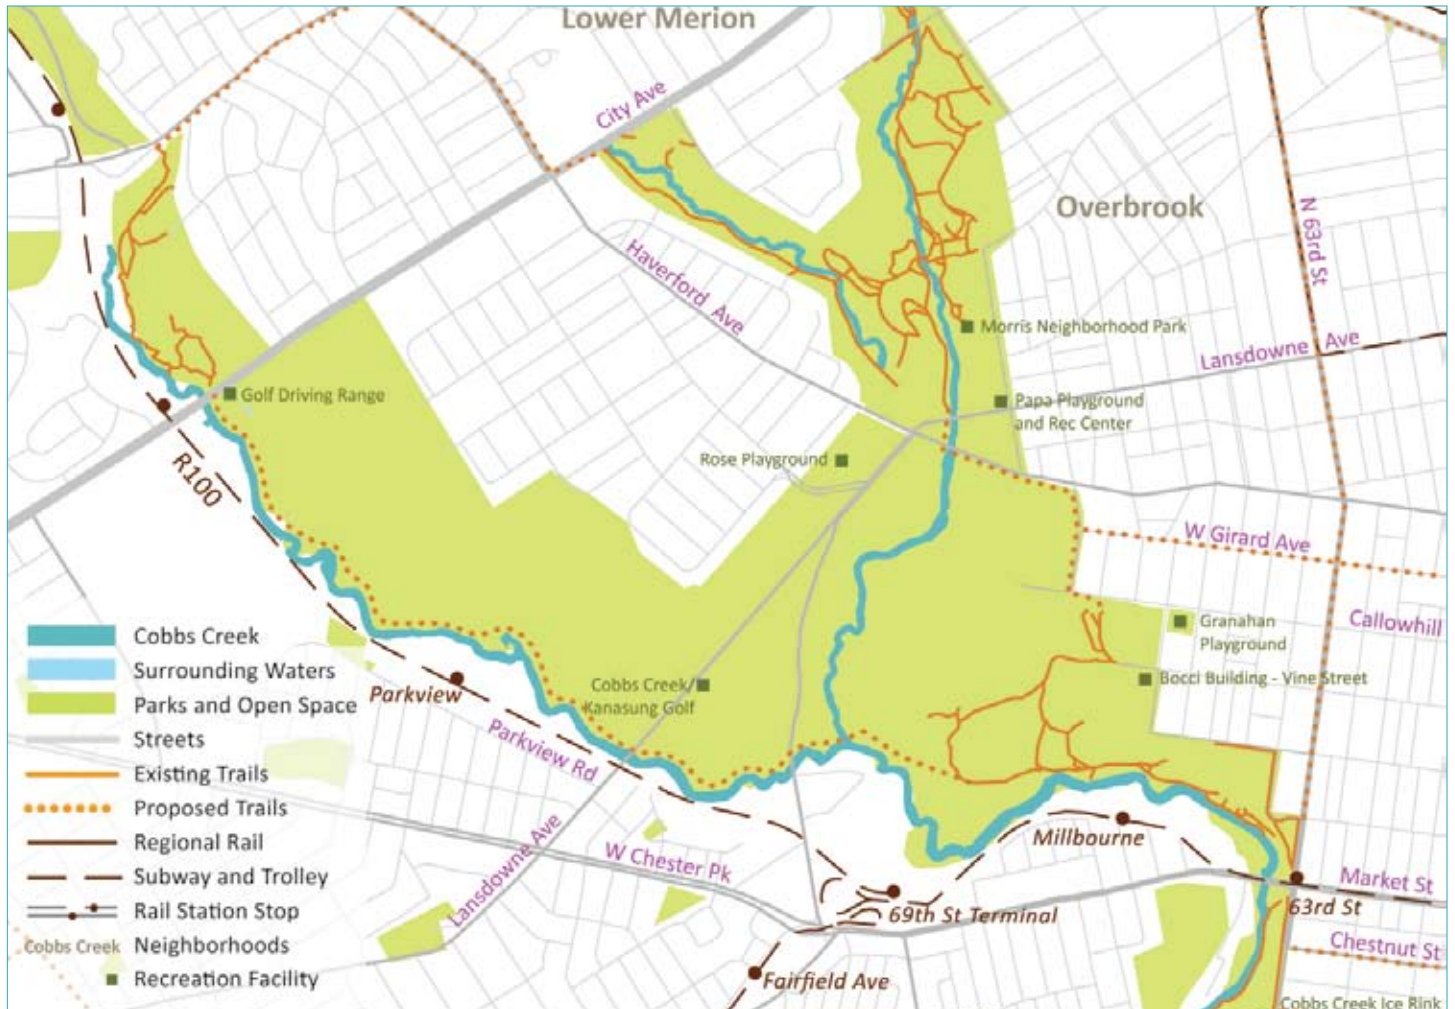 Lower Merion
City Ave
Overbrook
N 63rd St
Haverford Ave
Morris Neighborhood Park
Lansdowne Ave
Golf Driving Range
Papa Playground
and Rec Center
Rose Playground
R100
W Girard Ave
Callowhill
Granahan
Playground
Bocci Building - Vine Street
Cobbs Creek/
Kanasung Golf
Parkview
Parkview Rd
Cobbs Creek
Surrounding Waters
Parks and Open Space
Streets
Existing Trails
Proposed Trails
Regional Rail
Subway and Trolley
Rail Station Stop
Cobbs Creek Neighborhoods
Recreation Facility
Lansdowne Ave
W Chester Pk
Millbourne
Market St
69th St Terminal
63rd St
Chestnut St
Fairfield Ave
Cobbs Creek Ice Rink